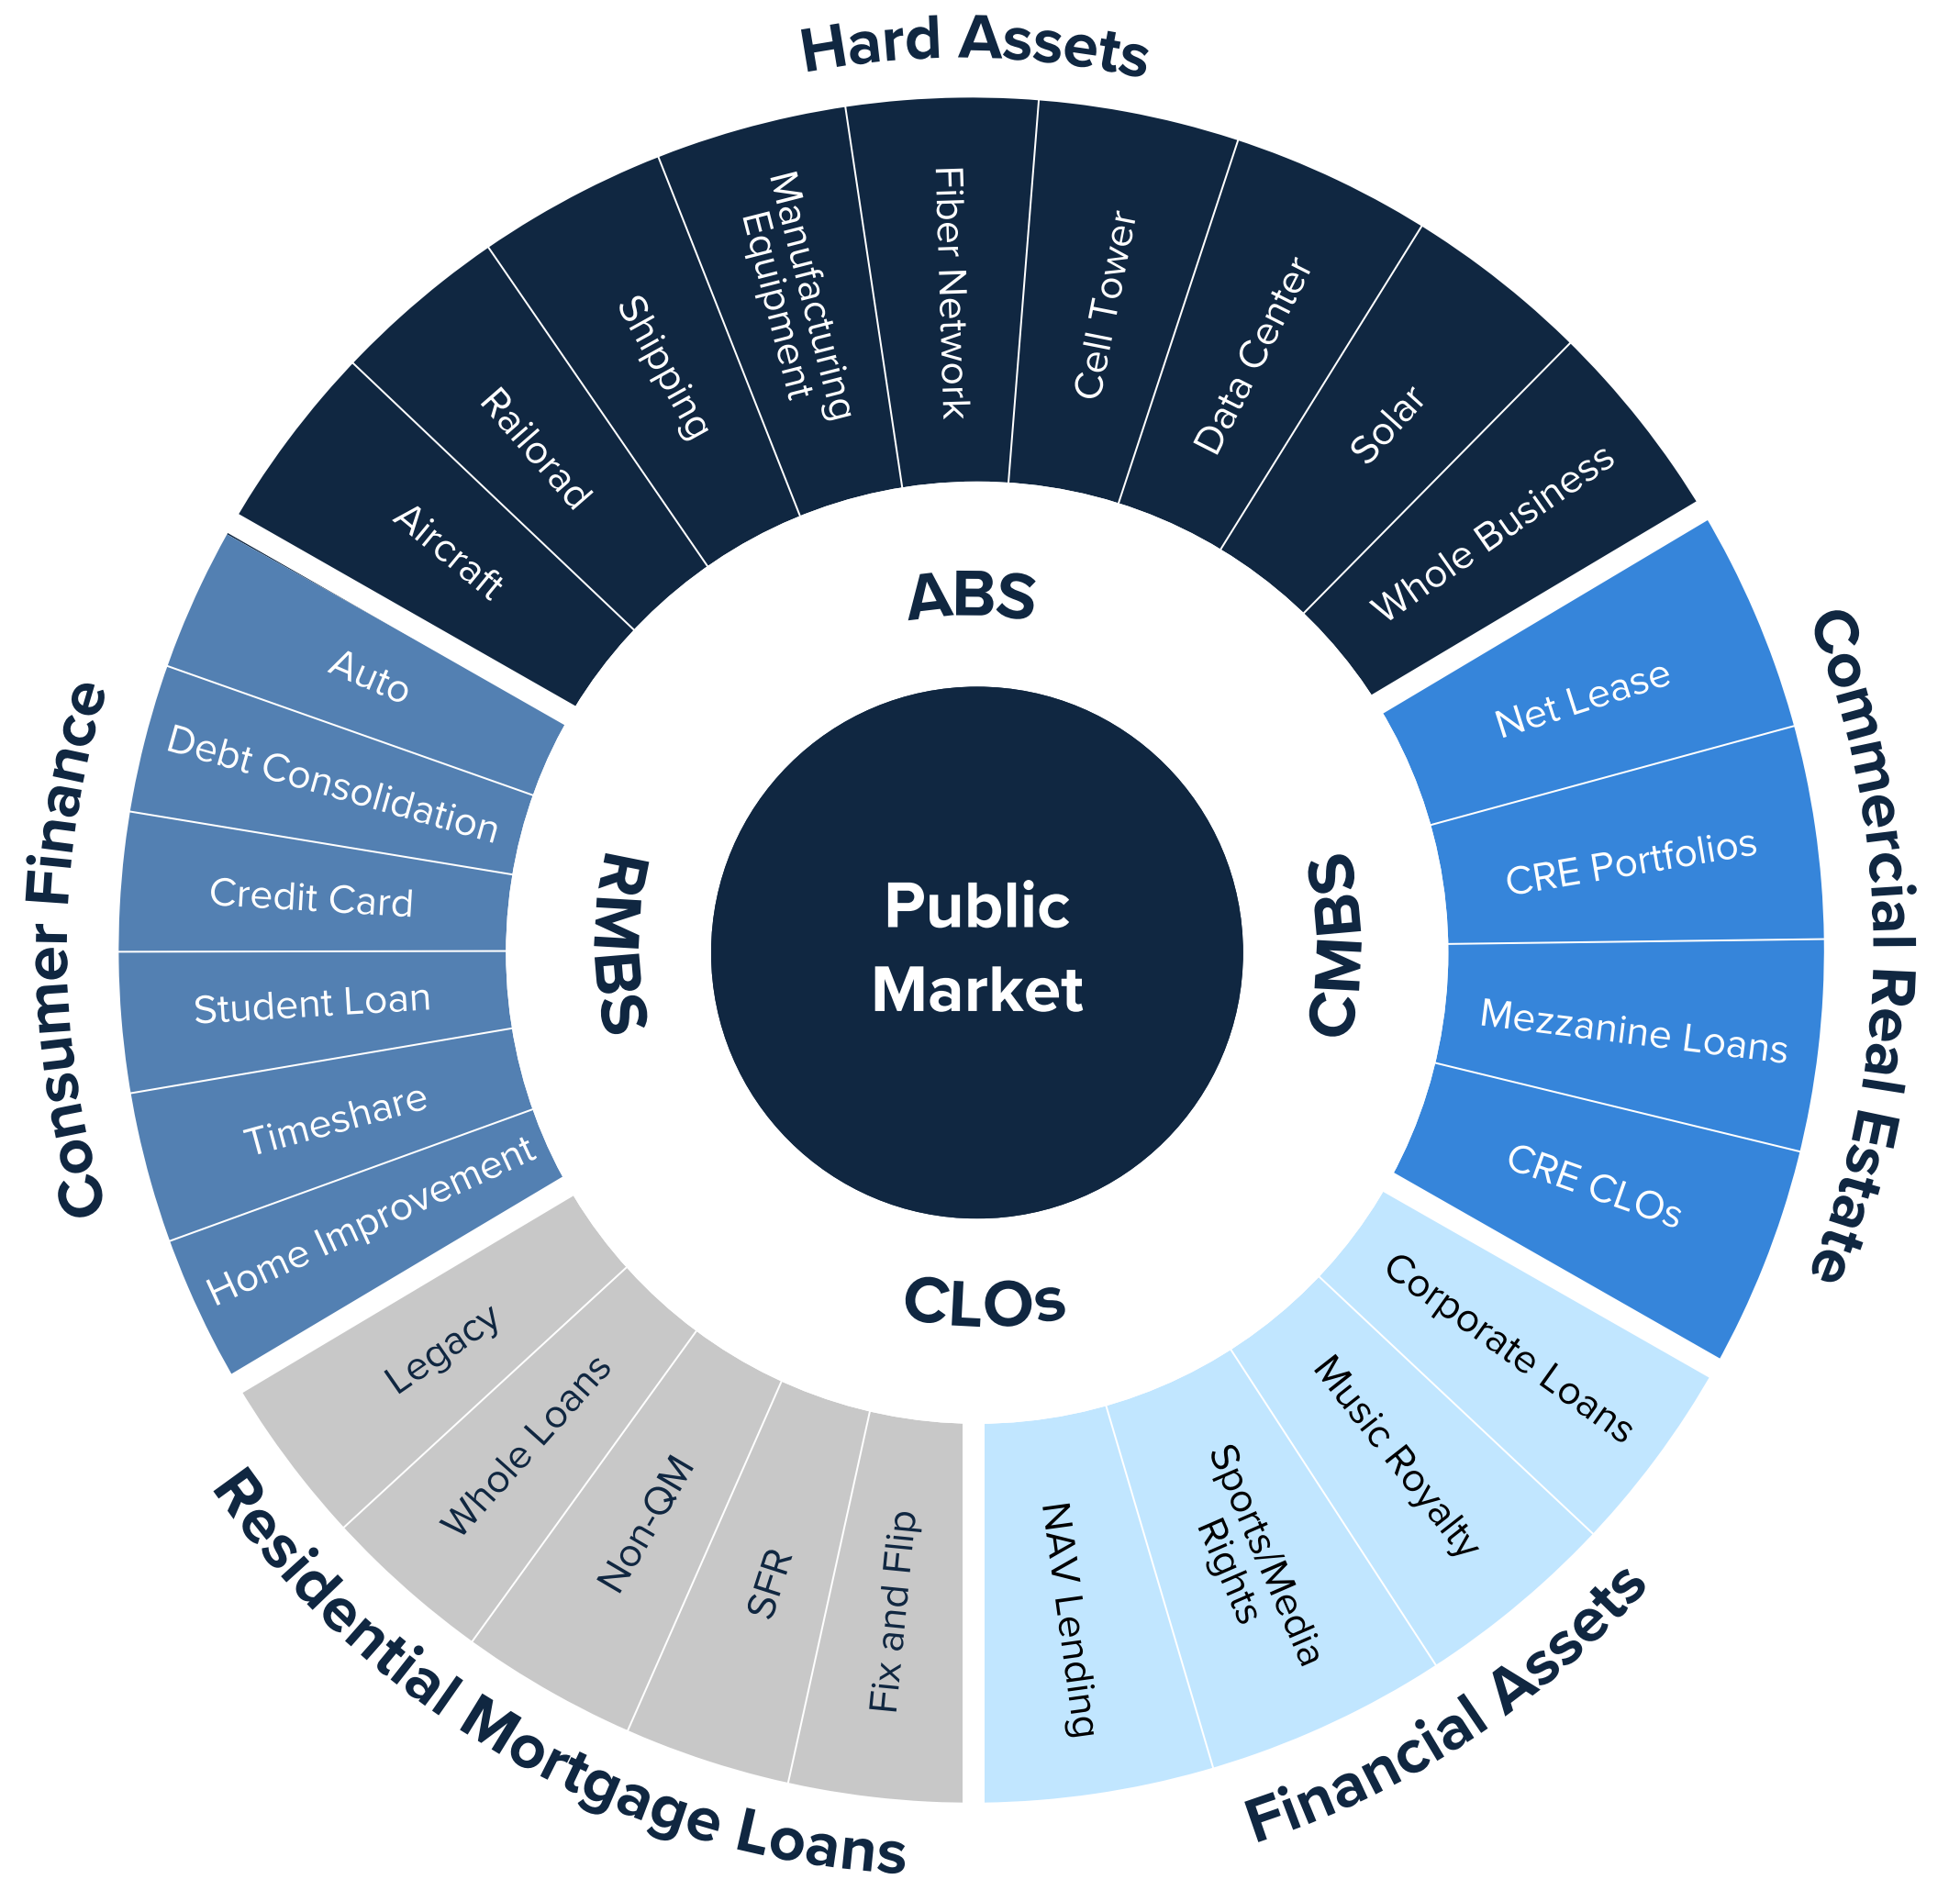 Hard Assets
Aircraft
Railorad
Shipping
Manufacturing
Equipment
Fiber Network
Cell Tower
Data Center
Solar
Whole Business
Commercial Real Estate
Net Lease
CRE Portfolios
Mezzanine Loans
CRE CLOs
Financial Assets
Corporate Loans
Music Royalty
Sports/Media
Rights
NAV Lending
Residential Mortgage Loans
Fix and Flip
SFR
Non-QM
Whole Loans
Legacy
Consumer Finance
Home Improvement
Timeshare
Student Loan
Credit Card
Debt Consolidation
Auto
ABS
CMBS
CLOs
RMBS
Public
Market